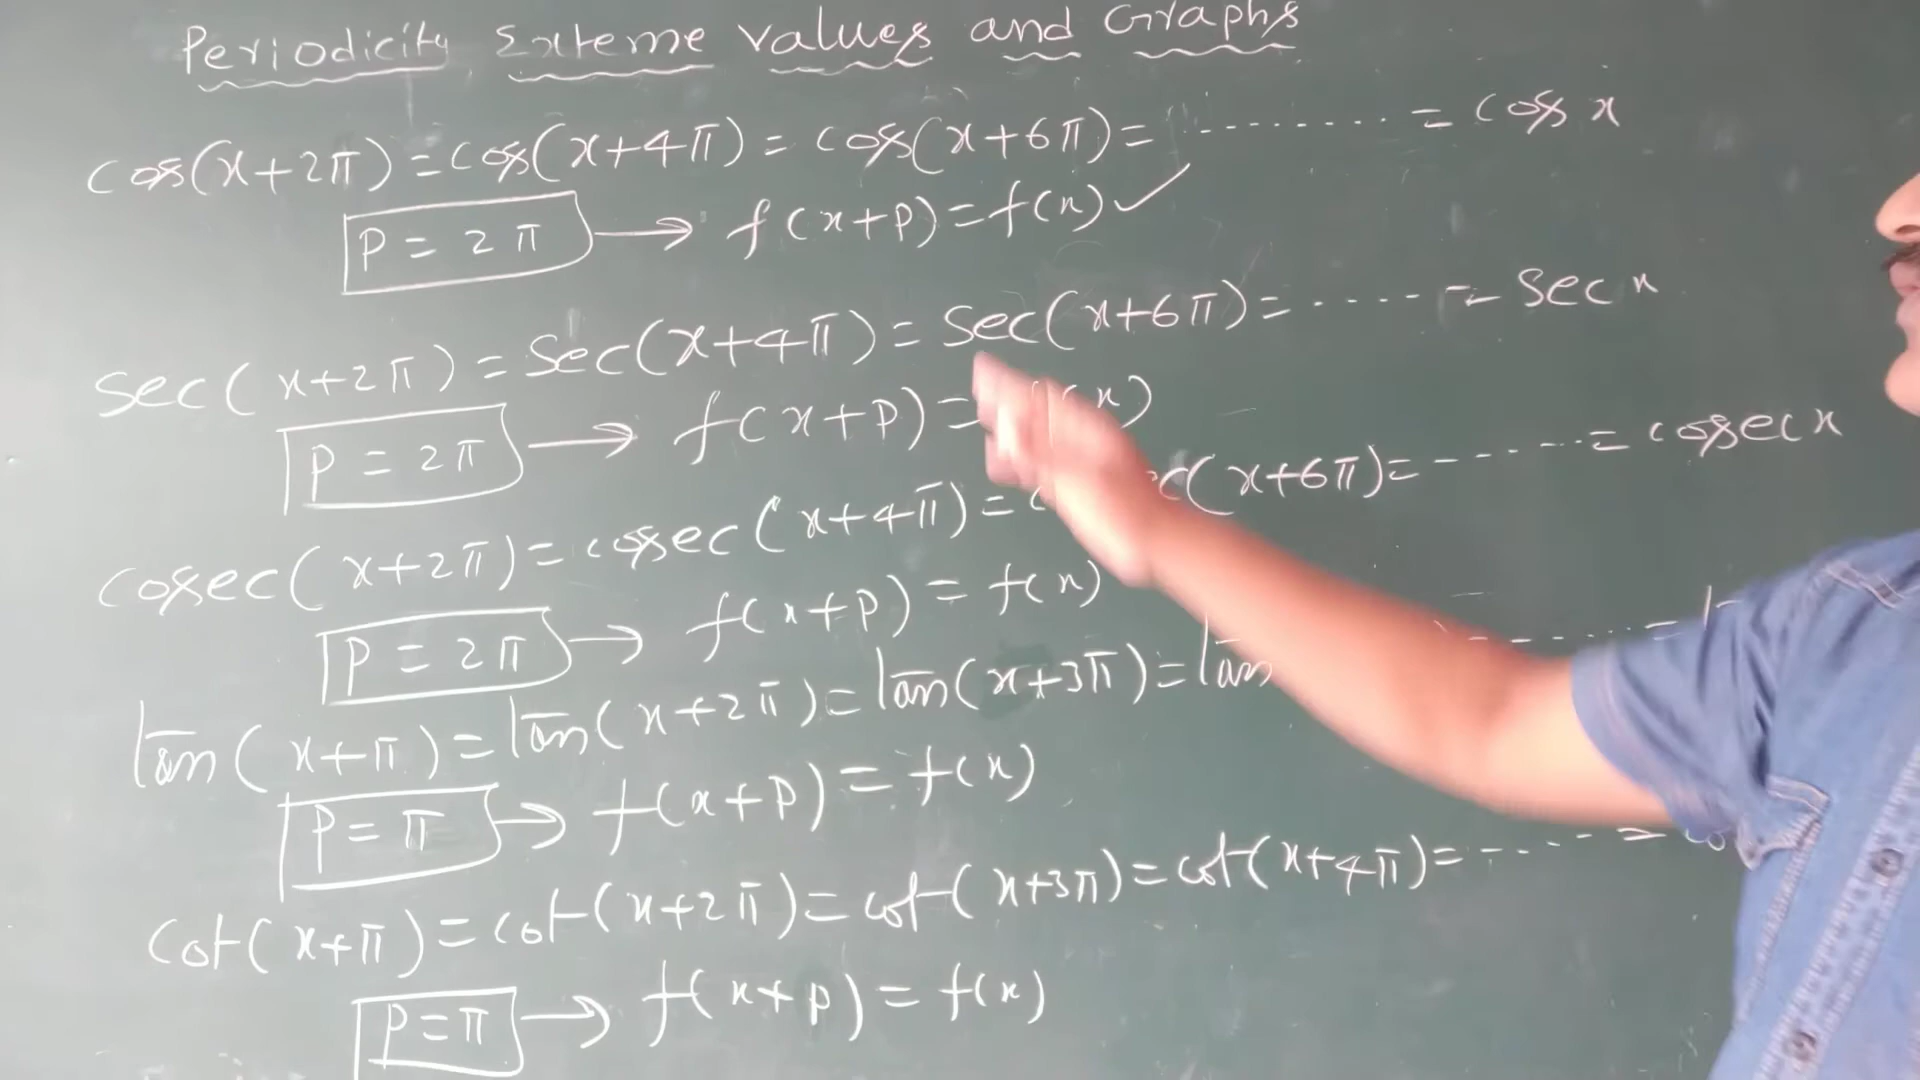 Periodicity, Exteme values and Graphs
cos(x+2π) = cos(x+4π) = cos(x+6π) = ......... = cos x
P = 2π → f(x+P) = f(x) ✓
sec(x+2π) = sec(x+4π) = sec(x+6π) = ..... = sec x
P = 2π → f(x+P) = (x)
cosec(x+2π) = cosec(x+4π) = (x+6π) = ...... = cosec x
P = 2π → f(x+P) = f(x)
tan(x+π) = tan(x+2π) = tan(x+3π) = tan ..... =
P = π → f(x+P) = f(x)
cot(x+π) = cot(x+2π) = cot(x+3π) = cot(x+4π) = ..... =
P = π → f(x+P) = f(x)